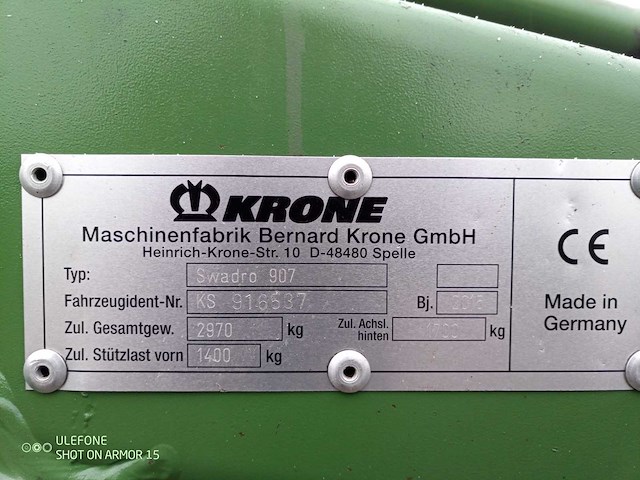 KRONE
Maschinenfabrik Bernard Krone GmbH
Heinrich-Krone-Str. 10 D-48480 Spelle
Typ: Swadro 907
Fahrzeugident-Nr. KS 916537 Bj.
Zul. Gesamtgew. 2970 kg Zul. Achsl. hinten kg
Zul. Stützlast vorn 1400 kg
CE
Made in
Germany
ULEFONE
SHOT ON ARMOR 15